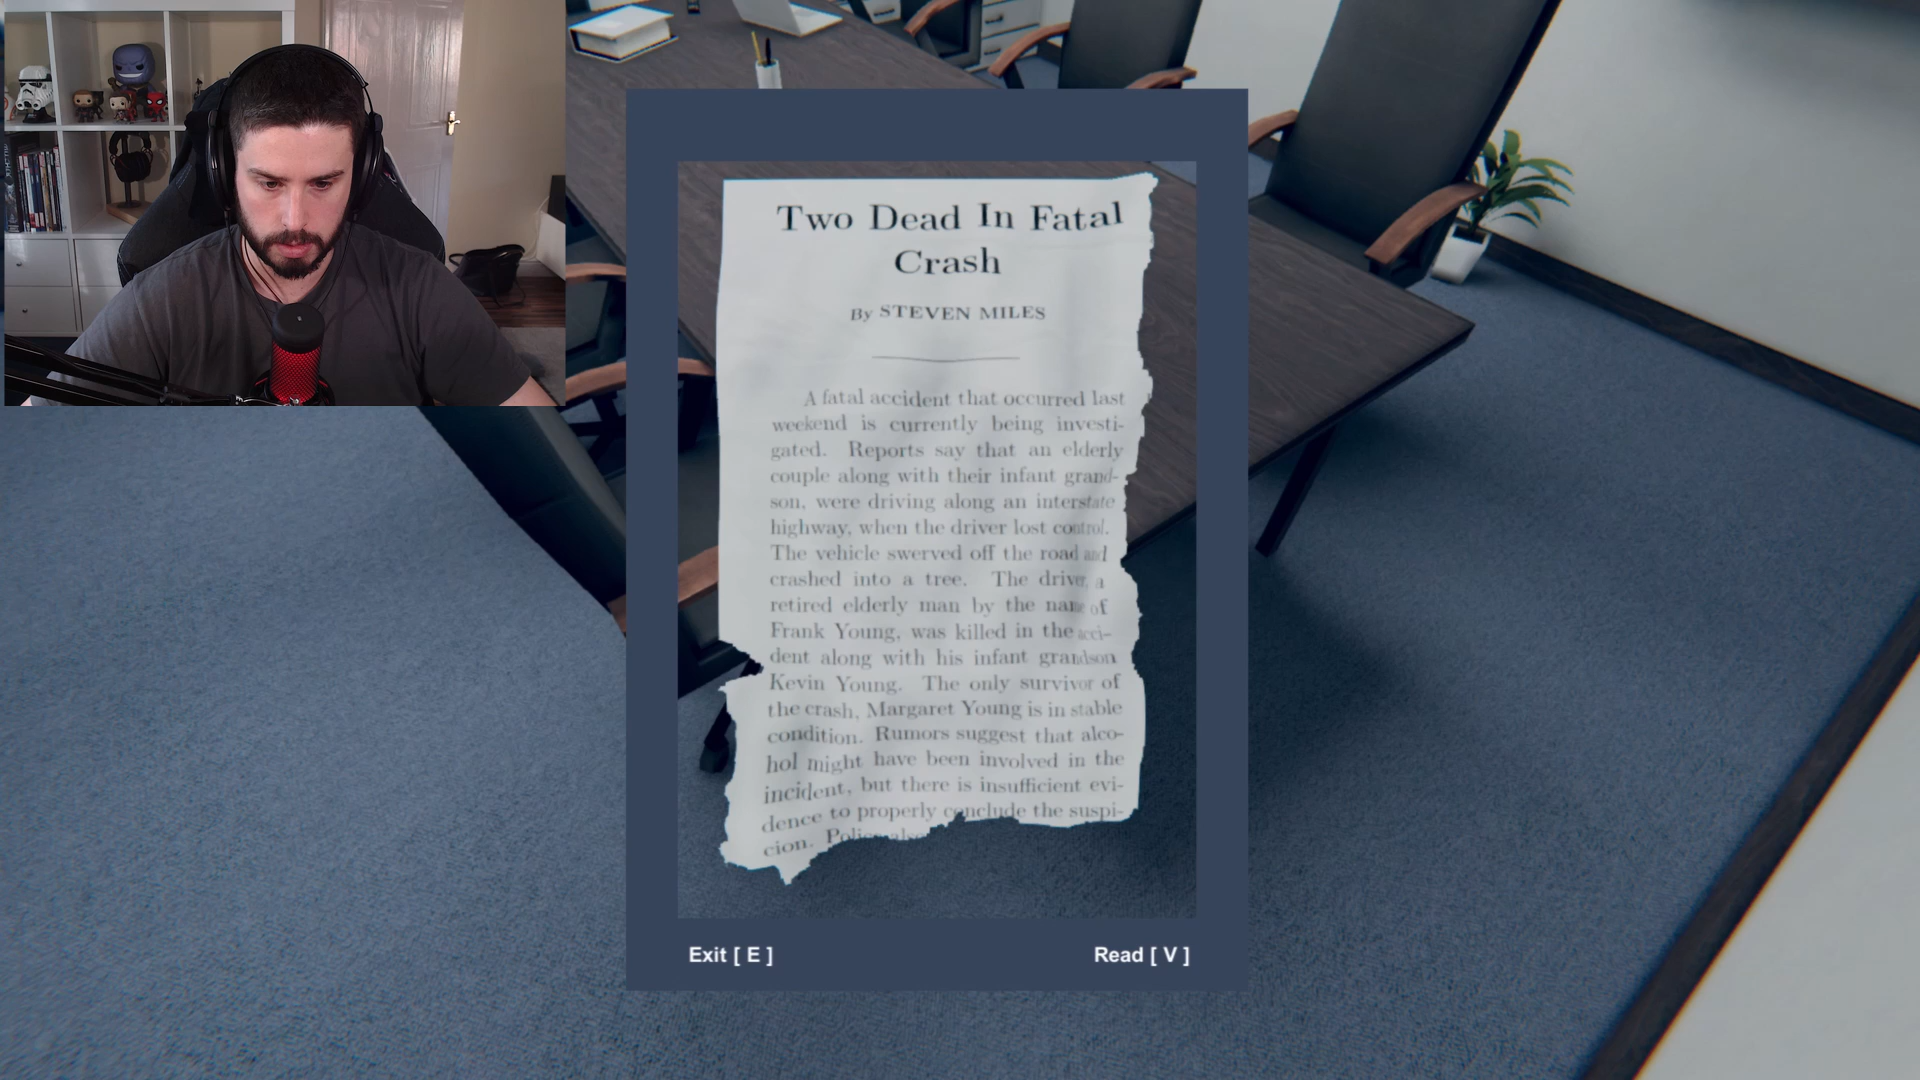 Two Dead In Fatal
Crash
By STEVEN MILES
A fatal accident that occurred last
weekend is currently being investi-
gated. Reports say that an elderly
couple along with their infant grand-
son, were driving along an interstate
highway, when the driver lost control.
The vehicle swerved off the road and
crashed into a tree. The driver, a
retired elderly man by the name of
Frank Young, was killed in the acci-
dent along with his infant grandson
Kevin Young. The only survivor of
the crash, Margaret Young is in stable
condition. Rumors suggest that alco-
hol might have been involved in the
incident, but there is insufficient evi-
dence to properly conclude the suspi-
cion. Police also
Exit [ E ]
Read [ V ]